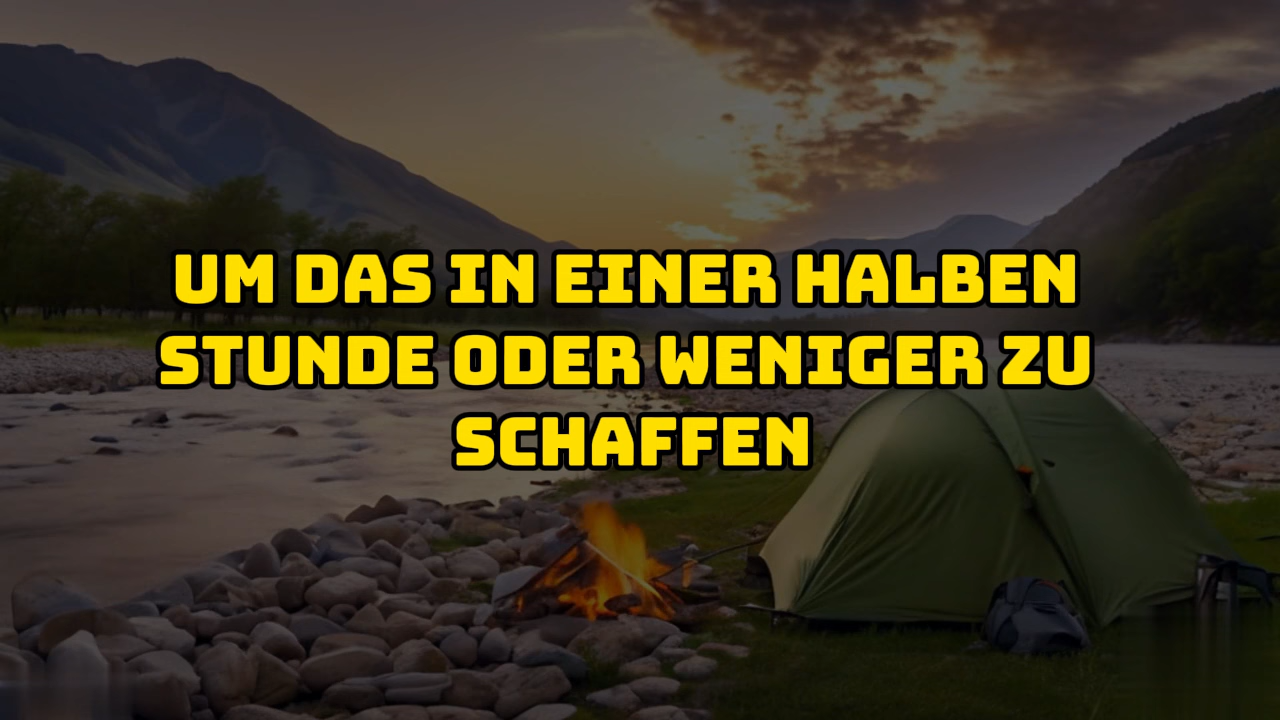 UM DAS IN EINER HALBEN
STUNDE ODER WENIGER ZU
SCHAFFEN